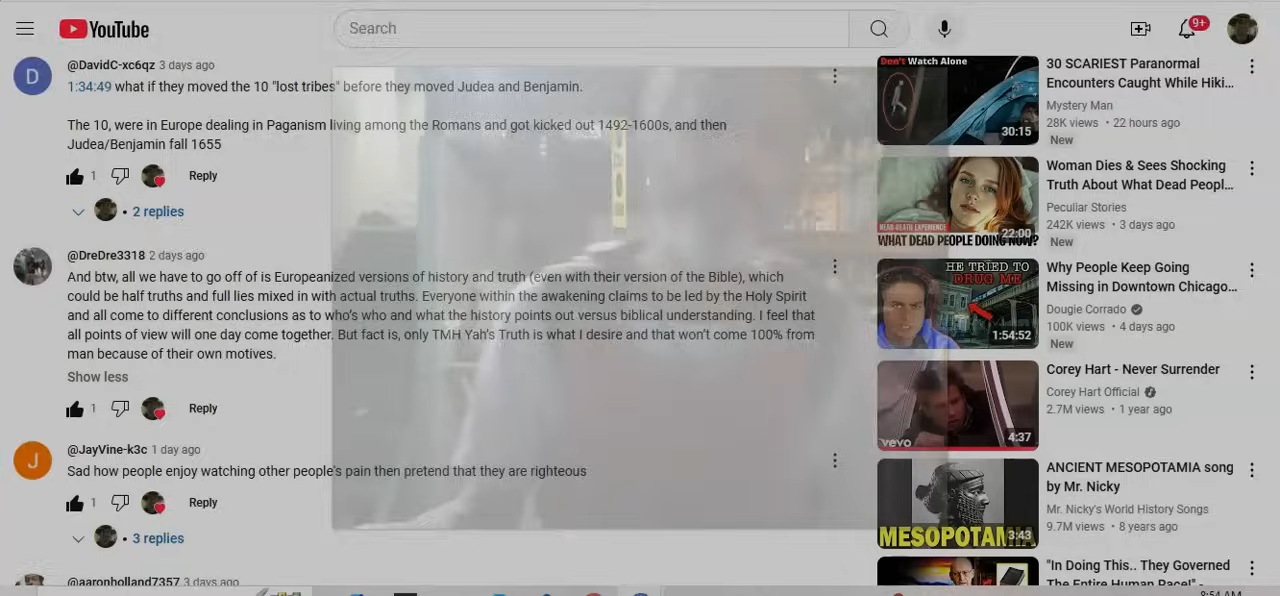 YouTube
Search
9+
D
@DavidC-xc6qz 3 days ago
1:34:49 what if they moved the 10 "lost tribes" before they moved Judea and Benjamin.
The 10, were in Europe dealing in Paganism living among the Romans and got kicked out 1492-1600s, and then
Judea/Benjamin fall 1655
1 Reply
• 2 replies
@DreDre3318 2 days ago
And btw, all we have to go off of is Europeanized versions of history and truth (even with their version of the Bible), which
could be half truths and full lies mixed in with actual truths. Everyone within the awakening claims to be led by the Holy Spirit
and all come to different conclusions as to who's who and what the history points out versus biblical understanding. I feel that
all points of view will one day come together. But fact is, only TMH Yah's Truth is what I desire and that won't come 100% from
man because of their own motives.
Show less
1 Reply
J
@JayVine-k3c 1 day ago
Sad how people enjoy watching other people's pain then pretend that they are righteous
1 Reply
• 3 replies
@aaronholland7357 3 days ago
Don't Watch Alone
30:15
30 SCARIEST Paranormal
Encounters Caught While Hiki...
Mystery Man
28K views • 22 hours ago
New
NEAR-DEATH EXPERIENCE
22:00
WHAT DEAD PEOPLE DOING NOW?
Woman Dies & Sees Shocking
Truth About What Dead Peopl...
Peculiar Stories
242K views • 3 days ago
New
HE TRIED TO
DRUG ME
1:54:52
Why People Keep Going
Missing in Downtown Chicago...
Dougie Corrado
100K views • 4 days ago
New
vevo
4:37
Corey Hart - Never Surrender
Corey Hart Official
2.7M views • 1 year ago
MESOPOTAMIA
3:43
ANCIENT MESOPOTAMIA song
by Mr. Nicky
Mr. Nicky's World History Songs
9.7M views • 8 years ago
"In Doing This.. They Governed
The Entire Human Race!" -
8:54 AM